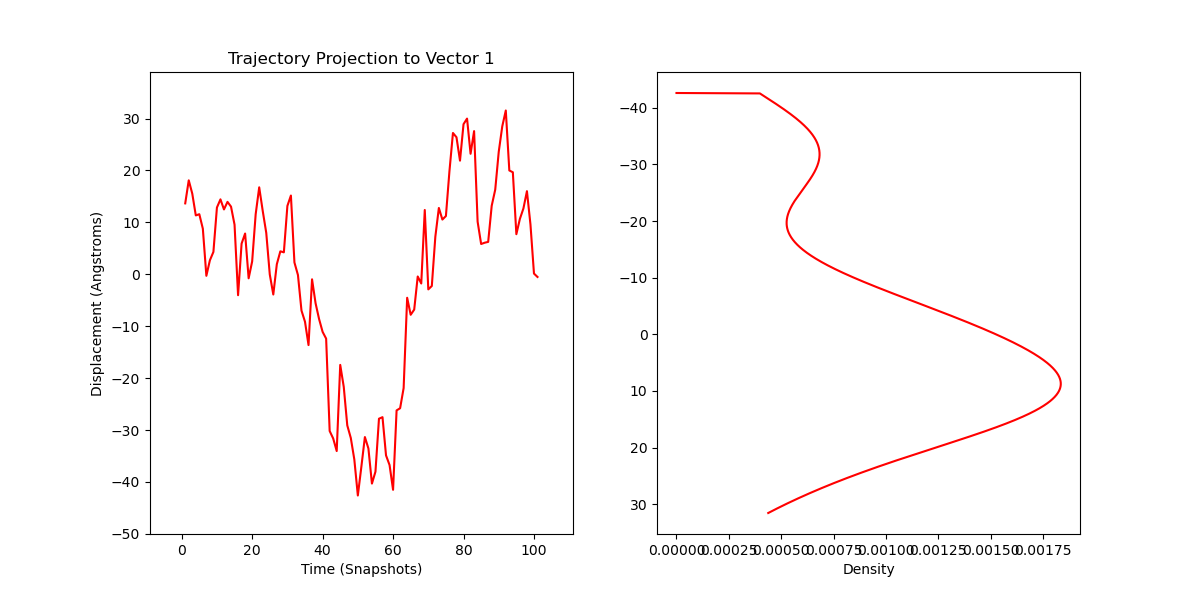 Trajectory Projection to Vector 1
Displacement (Angstroms)
30
20
10
0
−10
−20
−30
−40
−50
0 20 40 60 80 100
Time (Snapshots)
−40
−30
−20
−10
0
10
20
30
0.00000 0.00025 0.00050 0.00075 0.00100 0.00125 0.00150 0.00175
Density